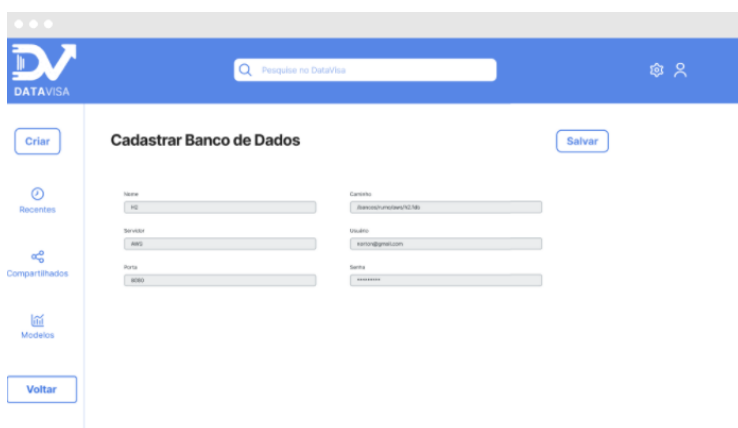 DATAVISA
Pesquise no DataVisa
Criar
Cadastrar Banco de Dados
Salvar
Recentes
Compartilhados
Modelos
Voltar
Nome
H2
Caminho
Servidor
AWS
Usuário
Porta
8080
Senha
*********